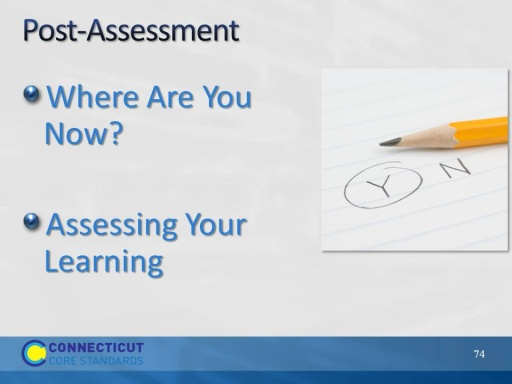 Post-Assessment
Where Are You
Now?
Assessing Your
Learning
Y N
CONNECTICUT
CORE STANDARDS
74